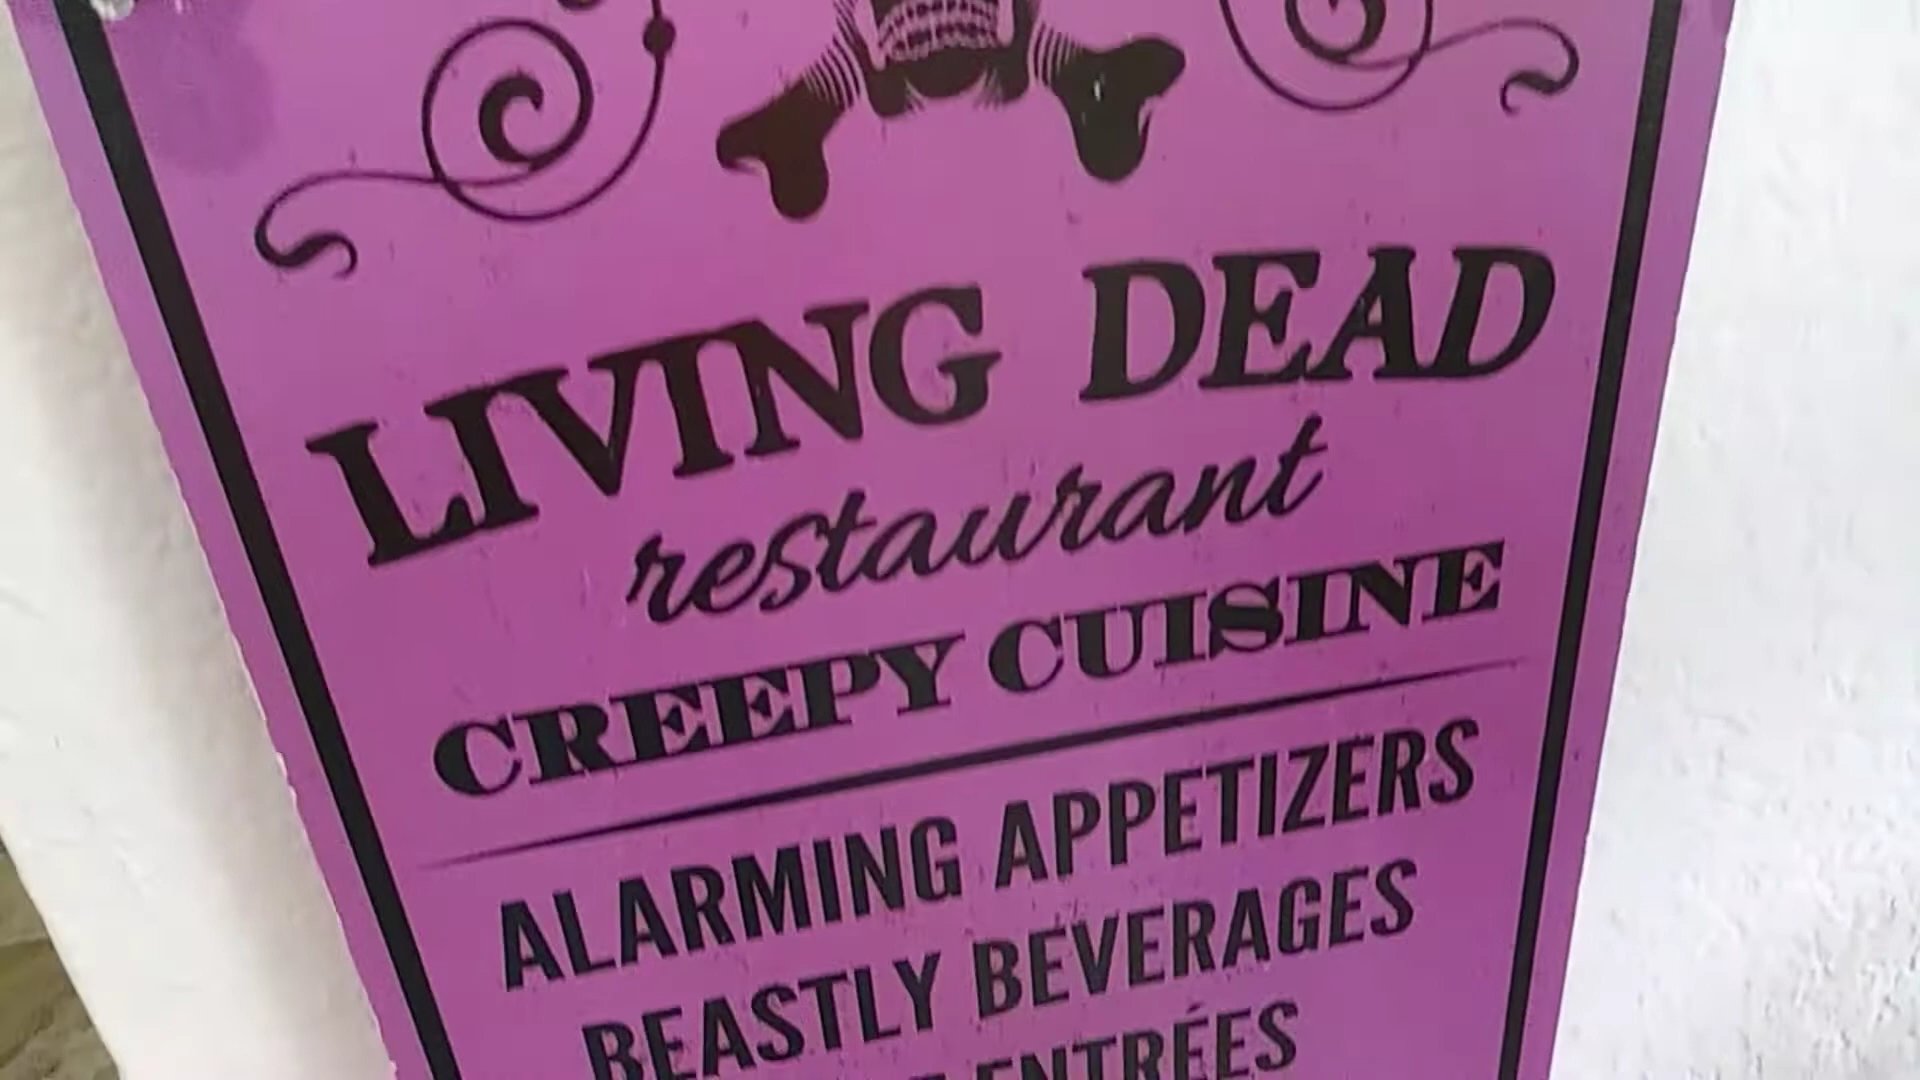 LIVING DEAD
restaurant
CREEPY CUISINE
ALARMING APPETIZERS
BEASTLY BEVERAGES
ENTRÉES